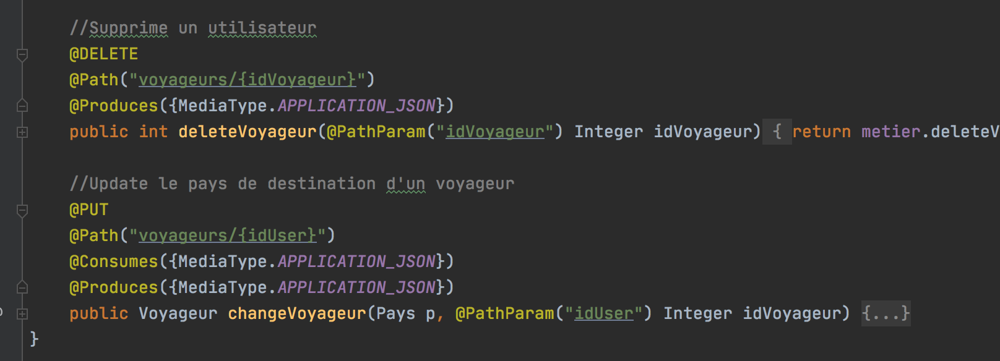 //Supprime un utilisateur
@DELETE
@Path("voyageurs/{idVoyageur}")
@Produces({MediaType.APPLICATION_JSON})
public int deleteVoyageur(@PathParam("idVoyageur") Integer idVoyageur) { return metier.deleteV
//Update le pays de destination d'un voyageur
@PUT
@Path("voyageurs/{idUser}")
@Consumes({MediaType.APPLICATION_JSON})
@Produces({MediaType.APPLICATION_JSON})
public Voyageur changeVoyageur(Pays p, @PathParam("idUser") Integer idVoyageur) {...}
}